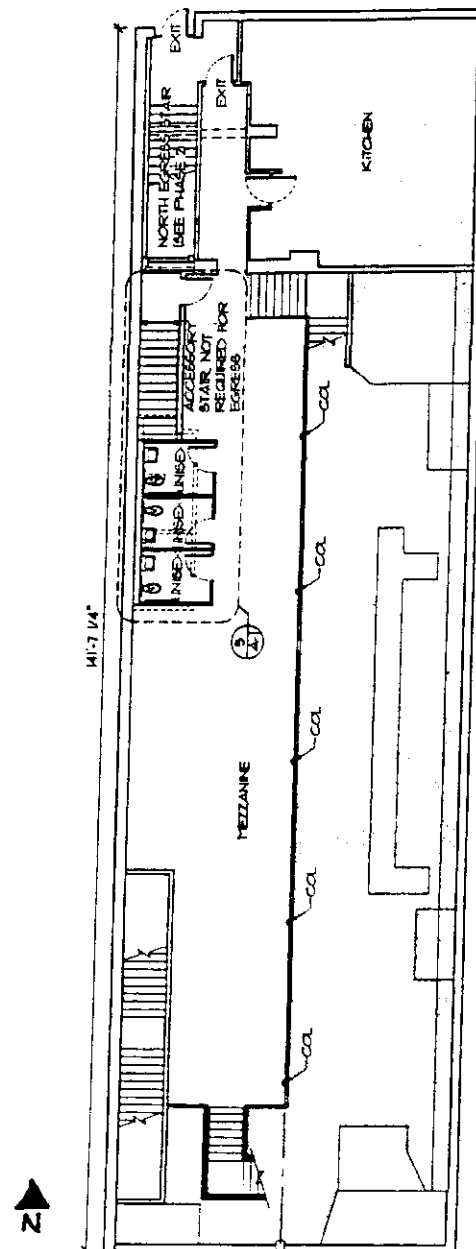 EXIT
EXIT
NORTH EGRESS STAIR
(SEE PHASE 2)
KITCHEN
ACCESSORY
STAIR NOT
REQUIRED FOR
EGRESS
UNISEX
UNISEX
UNISEX
141'-7 1/4"
5
MEZZANINE
COL
COL
COL
COL
COL
N